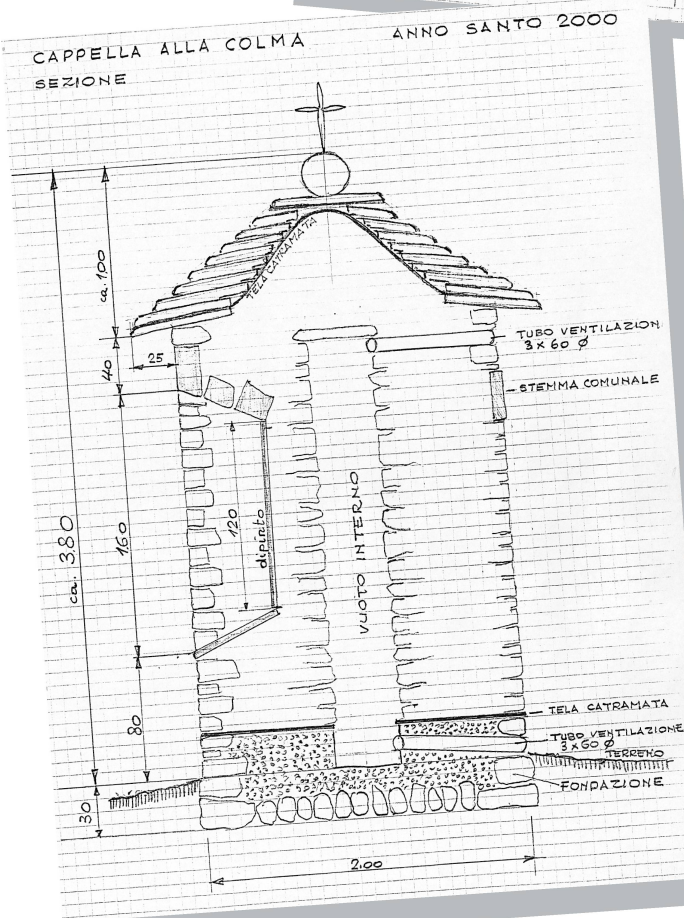 CAPPELLA ALLA COLMA ANNO SANTO 2000
SEZIONE
TELA CATRAMATA
ca. 1,00
TUBO VENTILAZION
3 x 60 Ø
40
25
STEMMA COMUNALE
ca. 3.80
1,60
120
dipinto
VUOTO INTERNO
80
TELA CATRAMATA
TUBO VENTILAZIONE
3 x 60 Ø
TERRENO
FONDAZIONE
30
2.00